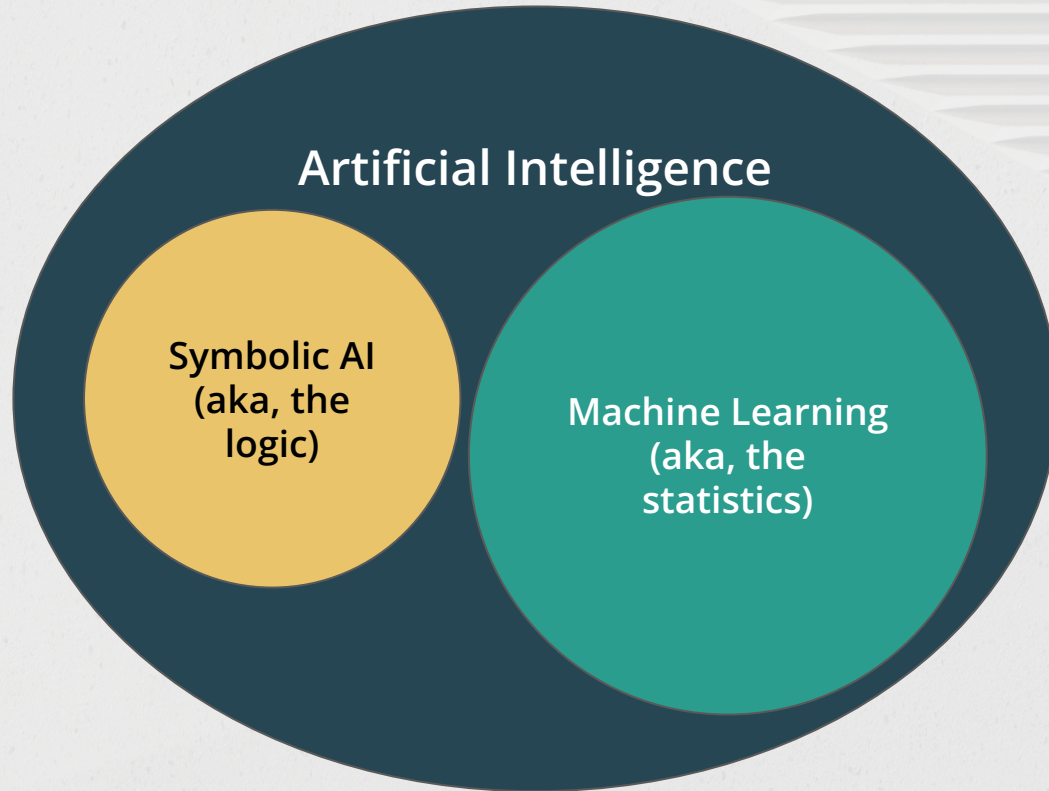 Artificial Intelligence
Symbolic AI
(aka, the
logic)
Machine Learning
(aka, the
statistics)